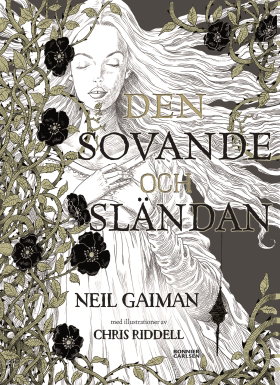 DEN
SOVANDE
OCH
SLÄNDAN
NEIL GAIMAN
med illustrationer av
CHRIS RIDDELL
BONNIER
CARLSEN